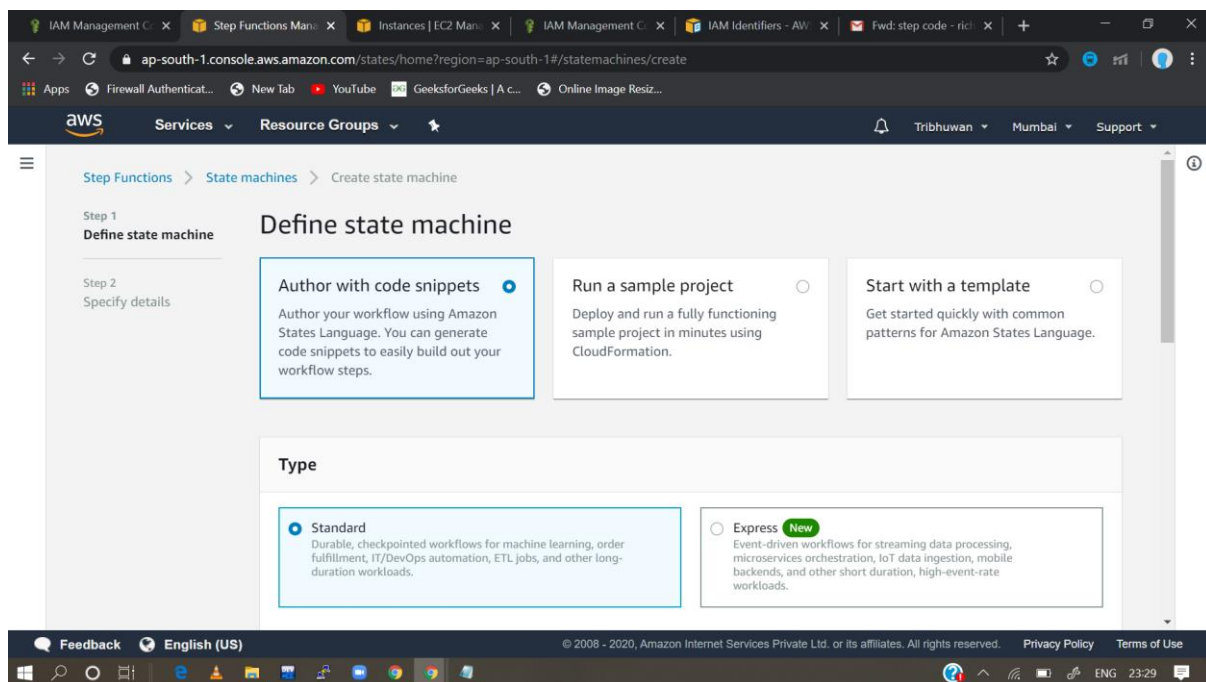 IAM Management C
Step Functions Mana
Instances | EC2 Mana
IAM Management C
IAM Identifiers - AW
Fwd: step code - rich
ap-south-1.console.aws.amazon.com/states/home?region=ap-south-1#/statemachines/create
Apps Firewall Authenticat... New Tab YouTube GeeksforGeeks | A c... Online Image Resiz...
aws Services Resource Groups Tribhuwan Mumbai Support
Step Functions > State machines > Create state machine
Step 1
Define state machine
Step 2
Specify details
Define state machine
Author with code snippets
Author your workflow using Amazon
States Language. You can generate
code snippets to easily build out your
workflow steps.
Run a sample project
Deploy and run a fully functioning
sample project in minutes using
CloudFormation.
Start with a template
Get started quickly with common
patterns for Amazon States Language.
Type
Standard
Durable, checkpointed workflows for machine learning, order
fulfillment, IT/DevOps automation, ETL jobs, and other long-
duration workloads.
Express New
Event-driven workflows for streaming data processing,
microservices orchestration, IoT data ingestion, mobile
backends, and other short duration, high-event-rate
workloads.
Feedback English (US) © 2008 - 2020, Amazon Internet Services Private Ltd. or its affiliates. All rights reserved. Privacy Policy Terms of Use
ENG 23:29